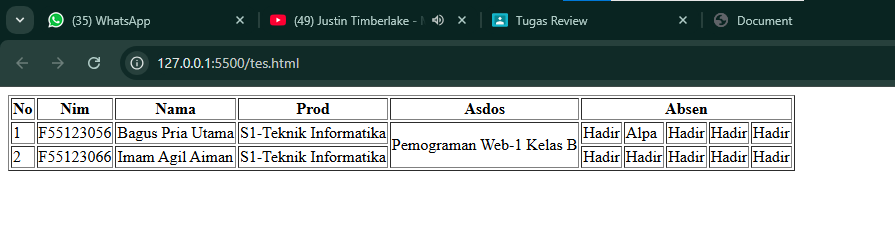 (35) WhatsApp
(49) Justin Timberlake -
Tugas Review
Document
127.0.0.1:5500/tes.html
No Nim Nama Prod Asdos Absen
1 F55123056 Bagus Pria Utama S1-Teknik Informatika Pemograman Web-1 Kelas B Hadir Alpa Hadir Hadir Hadir
2 F55123066 Imam Agil Aiman S1-Teknik Informatika Hadir Hadir Hadir Hadir Hadir